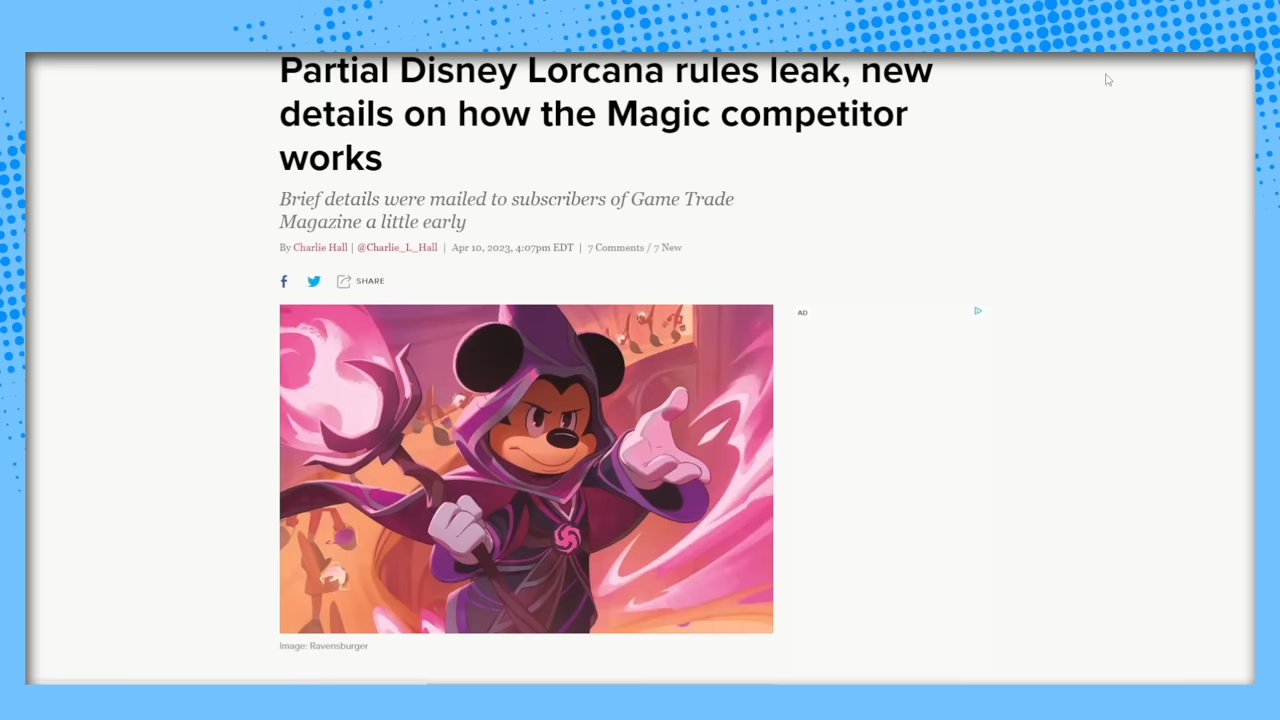 Partial Disney Lorcana rules leak, new
details on how the Magic competitor
works
Brief details were mailed to subscribers of Game Trade
Magazine a little early
By Charlie Hall | @Charlie_L_Hall | Apr 10, 2023, 4:07pm EDT | 7 Comments / 7 New
SHARE
AD
Image: Ravensburger